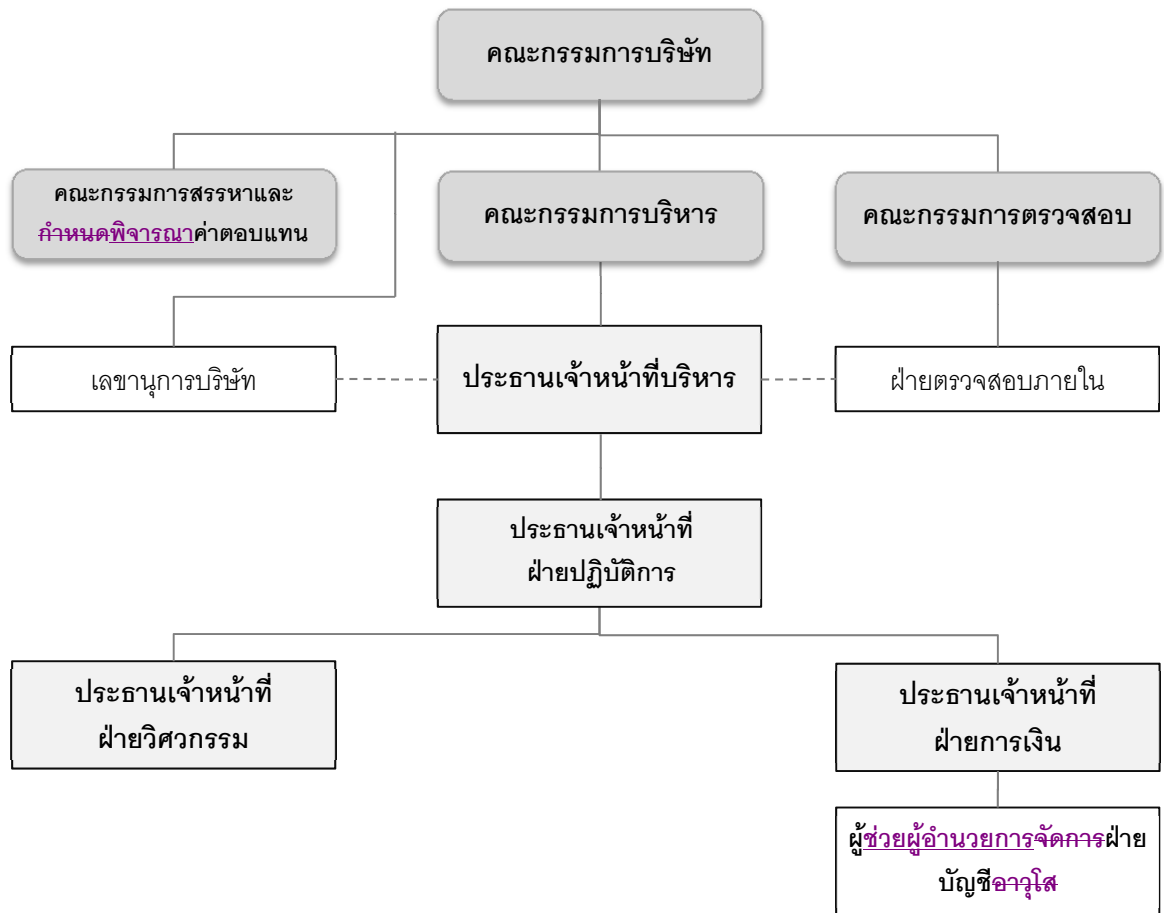 คณะกรรมการบริษัท
คณะกรรมการสรรหาและ
กำหนดพิจารณาค่าตอบแทน
คณะกรรมการบริหาร
คณะกรรมการตรวจสอบ
เลขานุการบริษัท
ประธานเจ้าหน้าที่บริหาร
ฝ่ายตรวจสอบภายใน
ประธานเจ้าหน้าที่
ฝ่ายปฏิบัติการ
ประธานเจ้าหน้าที่
ฝ่ายวิศวกรรม
ประธานเจ้าหน้าที่
ฝ่ายการเงิน
ผู้ช่วยผู้อำนวยการจัดการฝ่าย
บัญชีอาวุโส